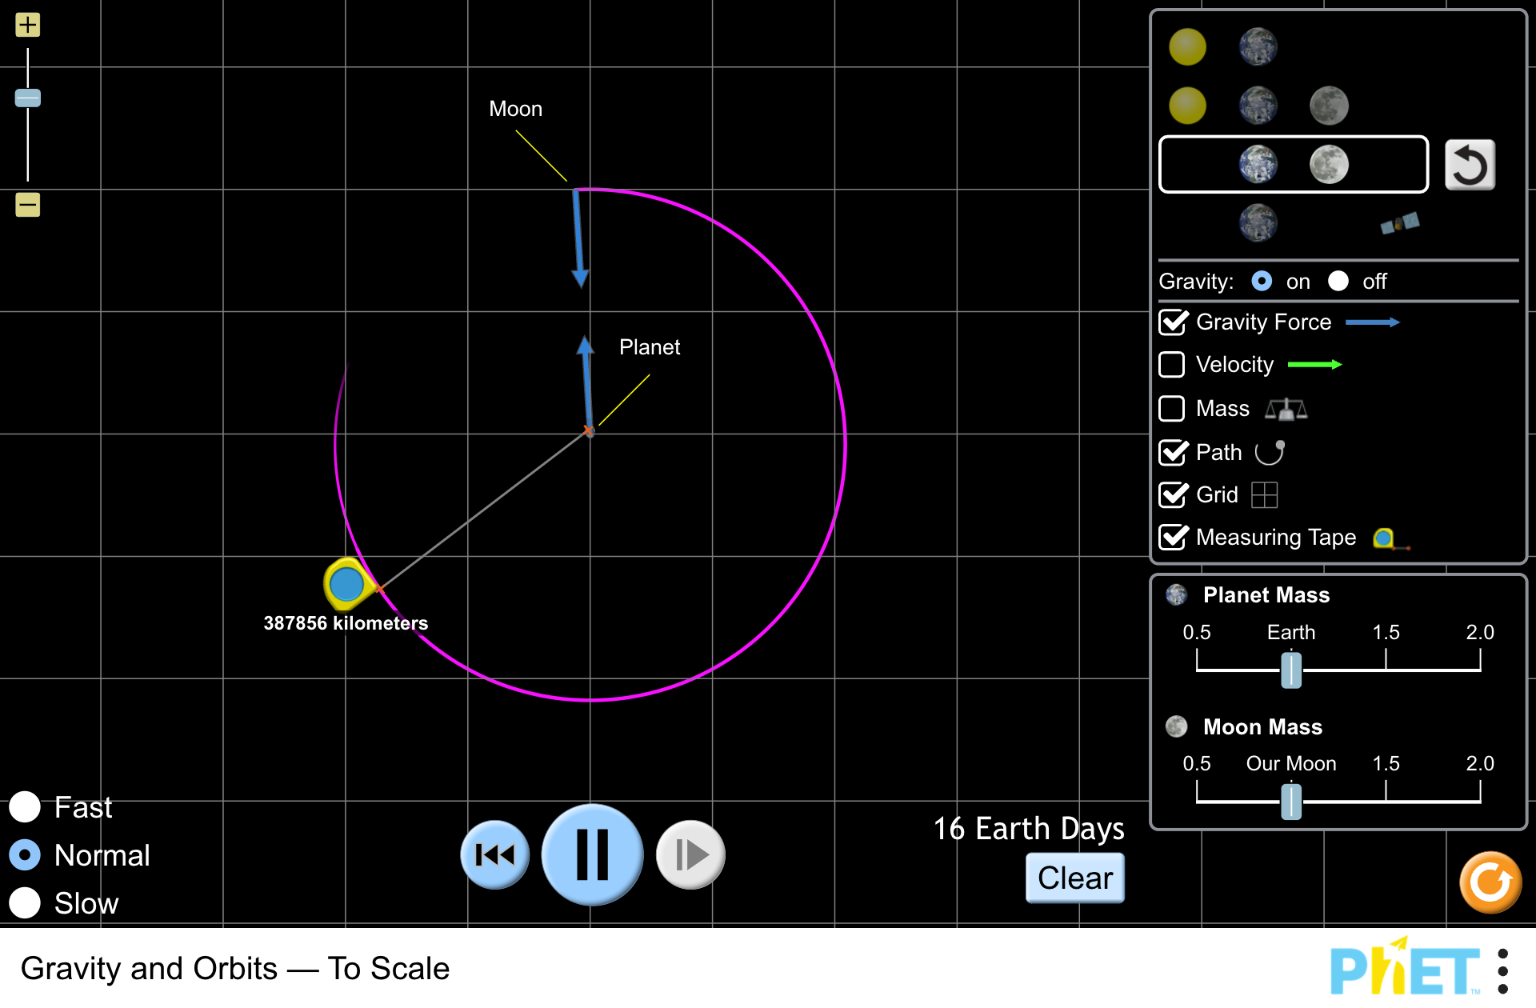 Moon
Planet
387856 kilometers
Fast
Normal
Slow
16 Earth Days
Clear
Gravity: on off
Gravity Force
Velocity
Mass
Path
Grid
Measuring Tape
Planet Mass
0.5 Earth 1.5 2.0
Moon Mass
0.5 Our Moon 1.5 2.0
Gravity and Orbits — To Scale
PhET™